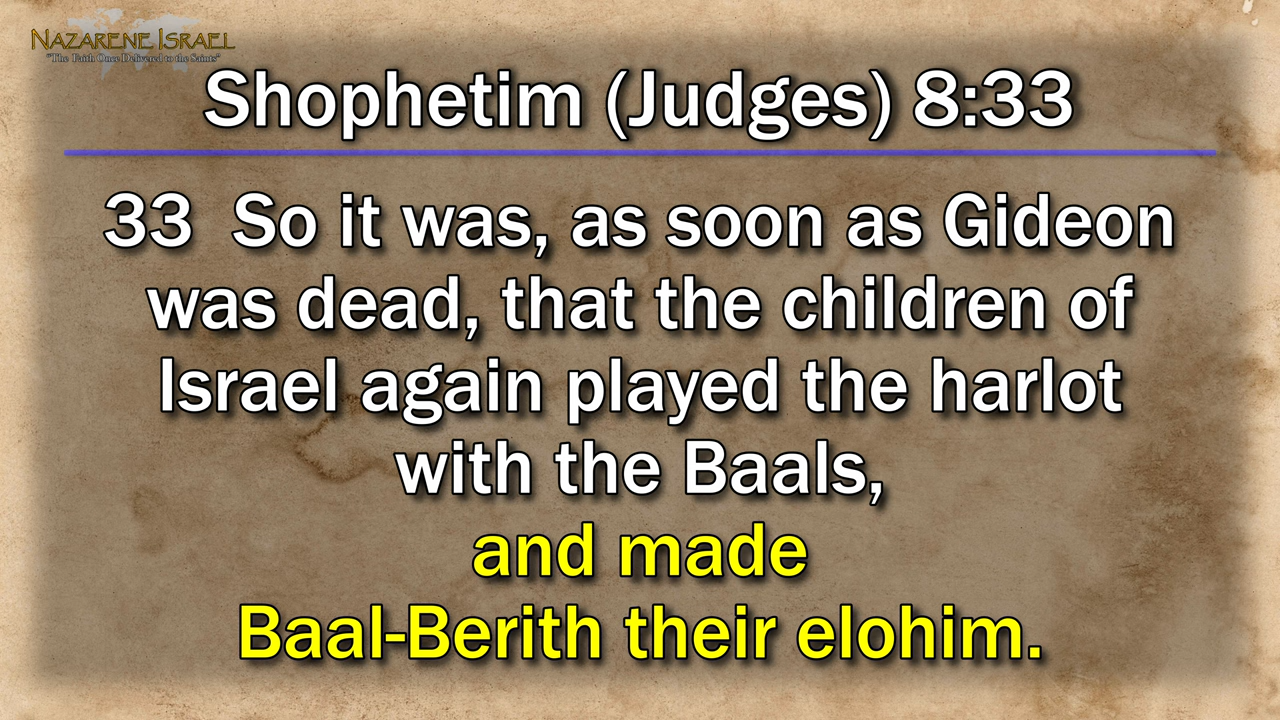 NAZARENE ISRAEL
"The Faith Once Delivered to the Saints"
Shophetim (Judges) 8:33
33 So it was, as soon as Gideon
was dead, that the children of
Israel again played the harlot
with the Baals,
and made
Baal-Berith their elohim.